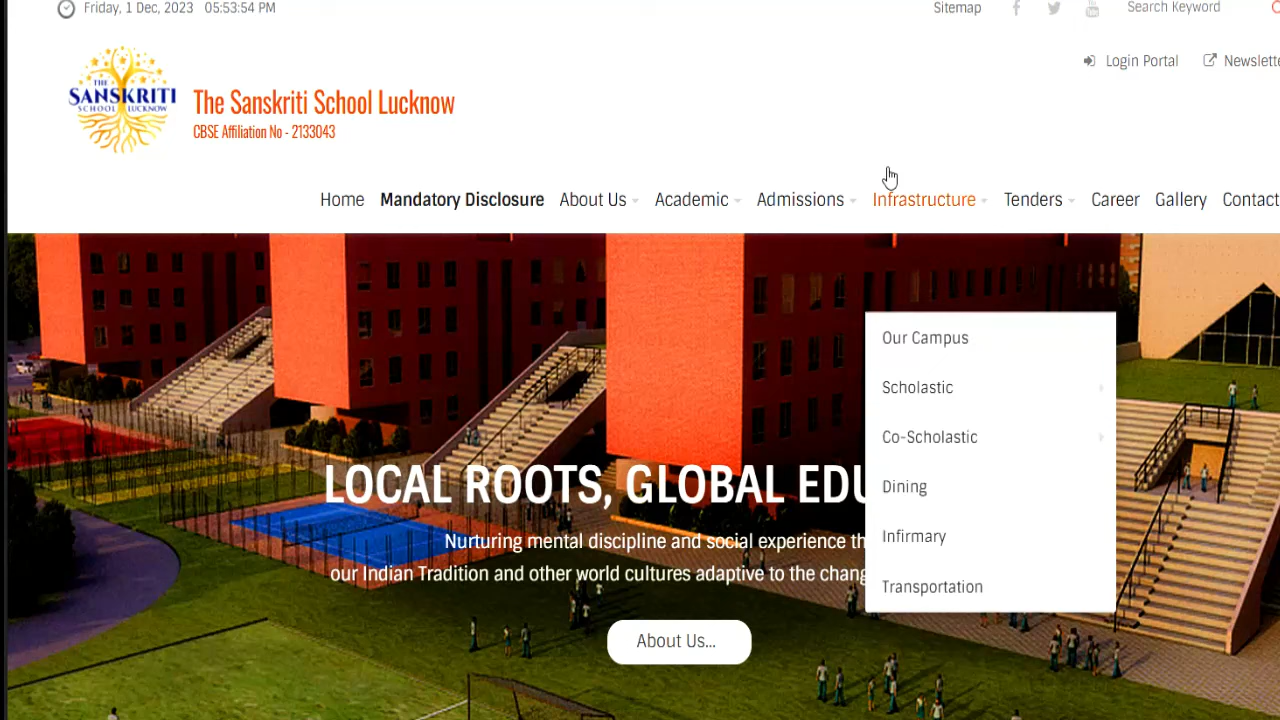 Friday, 1 Dec, 2023 05:53:54 PM
Sitemap
Search Keyword
Login Portal
Newslette
THE
SANSKRITI
SCHOOL LUCKNOW
The Sanskriti School Lucknow
CBSE Affiliation No - 2133043
Home Mandatory Disclosure About Us Academic Admissions Infrastructure Tenders Career Gallery Contact
Our Campus
Scholastic
Co-Scholastic
Dining
Infirmary
Transportation
LOCAL ROOTS, GLOBAL EDU
Nurturing mental discipline and social experience th
our Indian Tradition and other world cultures adaptive to the chang
About Us...